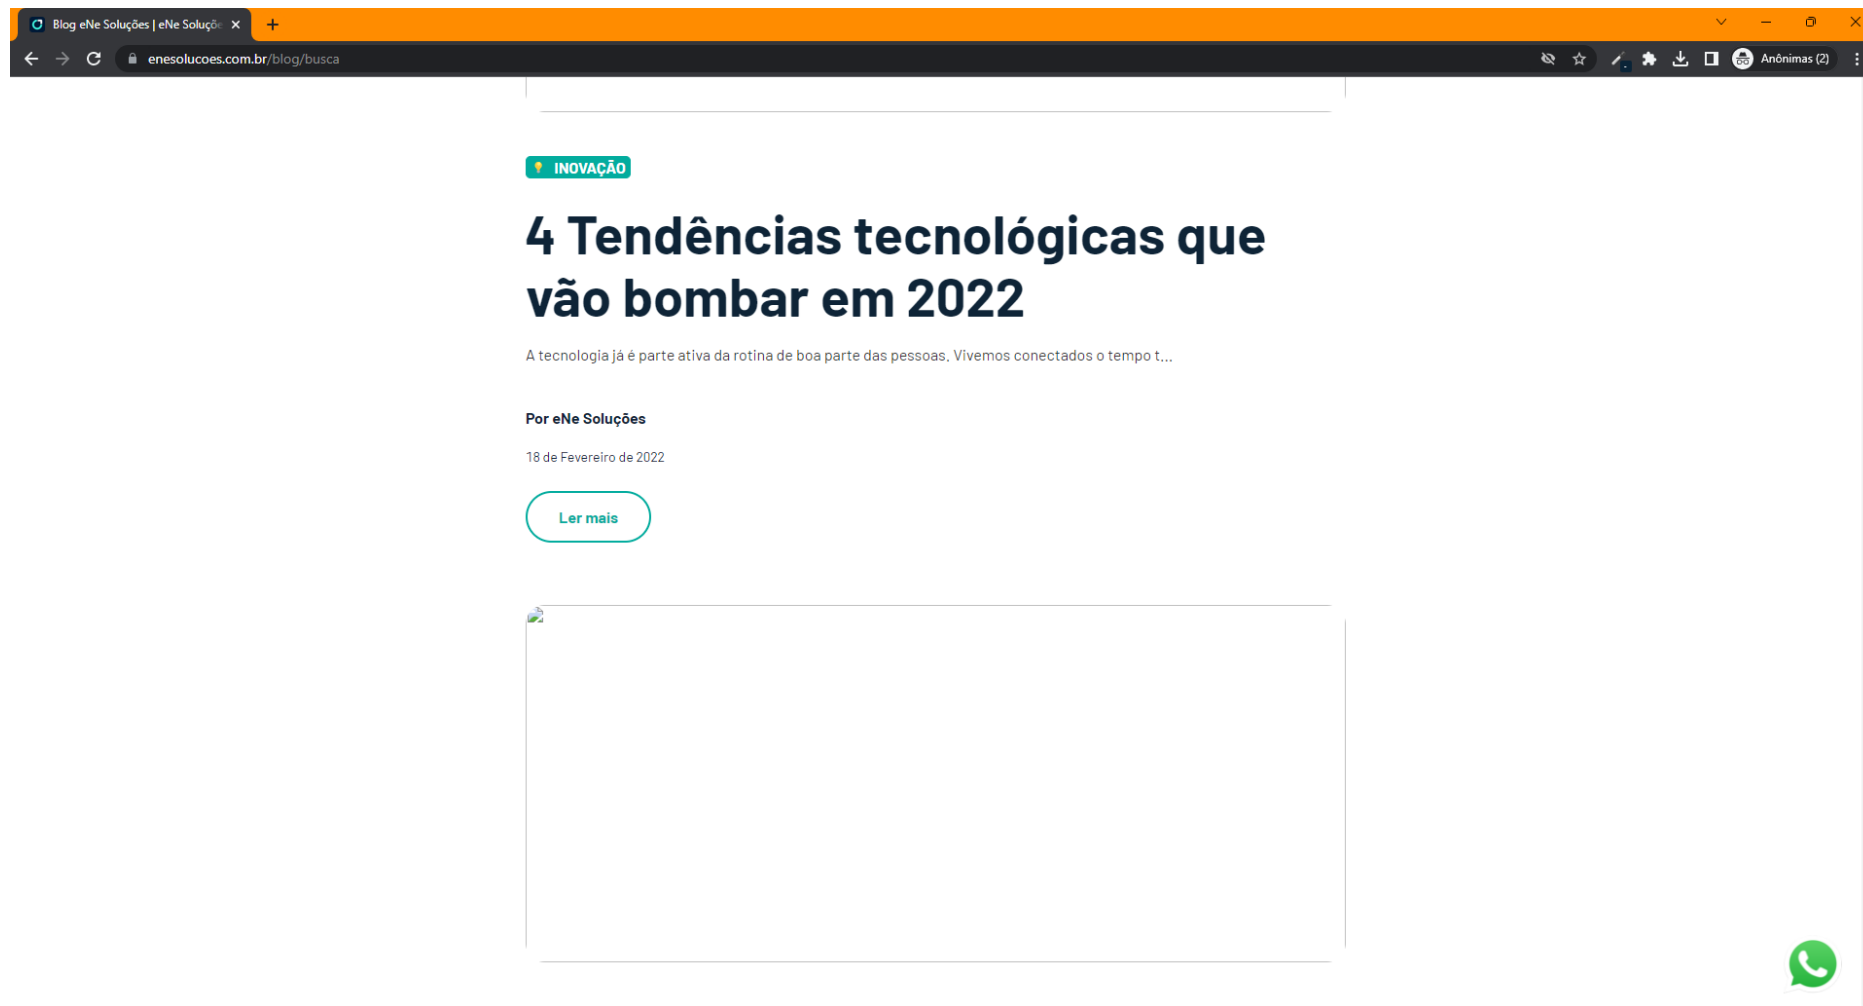 Blog eNe Soluções | eNe Soluçõe
enesolucoes.com.br/blog/busca
Anônimas (2)
INOVAÇÃO
4 Tendências tecnológicas que
vão bombar em 2022
A tecnologia já é parte ativa da rotina de boa parte das pessoas. Vivemos conectados o tempo t...
Por eNe Soluções
18 de Fevereiro de 2022
Ler mais